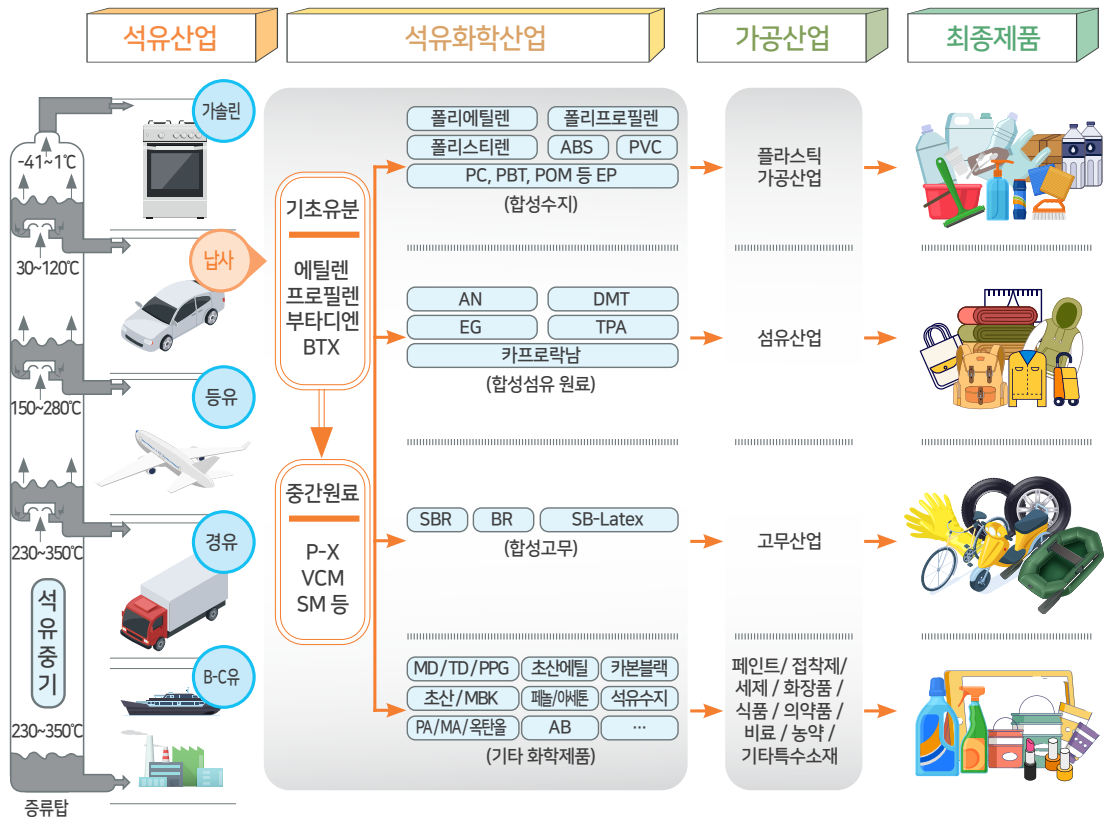 석유산업
석유화학산업
가공산업
최종제품
가솔린
-41~1℃
납사
30~120℃
등유
150~280℃
경유
230~350℃
석유중기
B-C유
230~350℃
증류탑
기초유분
에틸렌
프로필렌
부타디엔
BTX
중간원료
P-X
VCM
SM 등
폴리에틸렌
폴리프로필렌
폴리스티렌
ABS
PVC
PC, PBT, POM 등 EP
(합성수지)
플라스틱
가공산업
AN
DMT
EG
TPA
카프로락남
(합성섬유 원료)
섬유산업
SBR
BR
SB-Latex
(합성고무)
고무산업
MD / TD / PPG
초산에틸
카본블랙
초산 / MBK
페놀/아세톤
석유수지
PA / MA / 옥탄올
AB
···
(기타 화학제품)
페인트/ 접착제/
세제 / 화장품 /
식품 / 의약품 /
비료 / 농약 /
기타특수소재